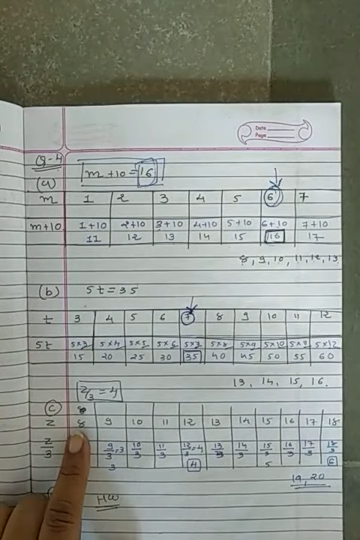 Date
Page
Q-4
(a) m + 10 = 16
m 1 2 3 4 5 6 7
m+10 1+10 2+10 3+10 4+10 5+10 6+10 7+10
11 12 13 14 15 16 17
8, 9, 10, 11, 12, 13
(b) 5t = 35
t 3 4 5 6 7 8 9 10 11 12
5t 5×3 5×4 5×5 5×6 5×7 5×8 5×9 5×10 5×11 5×12
15 20 25 30 35 40 45 50 55 60
13, 14, 15, 16.
z/3 = 4
(c)
z 8 9 10 11 12 13 14 15 16 17 18
z/3 9/3=3 10/3 11/3 12/3=4 13/3 14/3 15/3 16/3 17/3 18/3
3 4 5 6
19, 20
HW